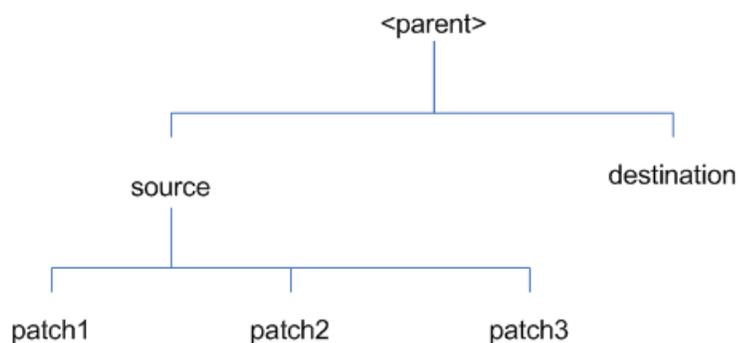 <parent>
destination
source
patch1 patch2 patch3